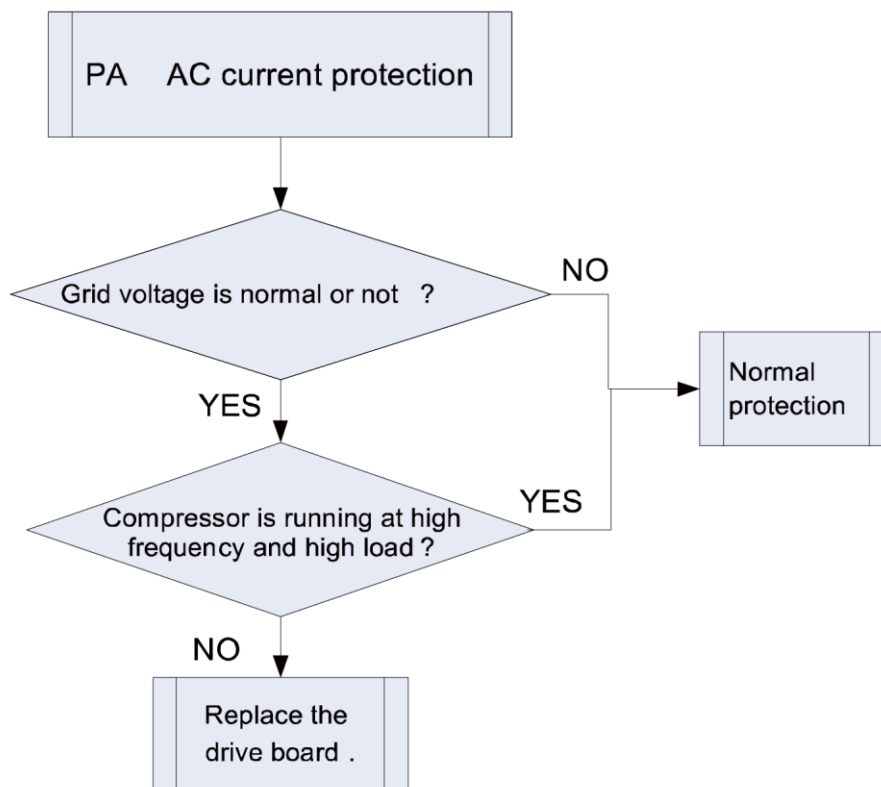 PA AC current protection
Grid voltage is normal or not ?
NO
YES
Normal
protection
Compressor is running at high
frequency and high load ?
YES
NO
Replace the
drive board .